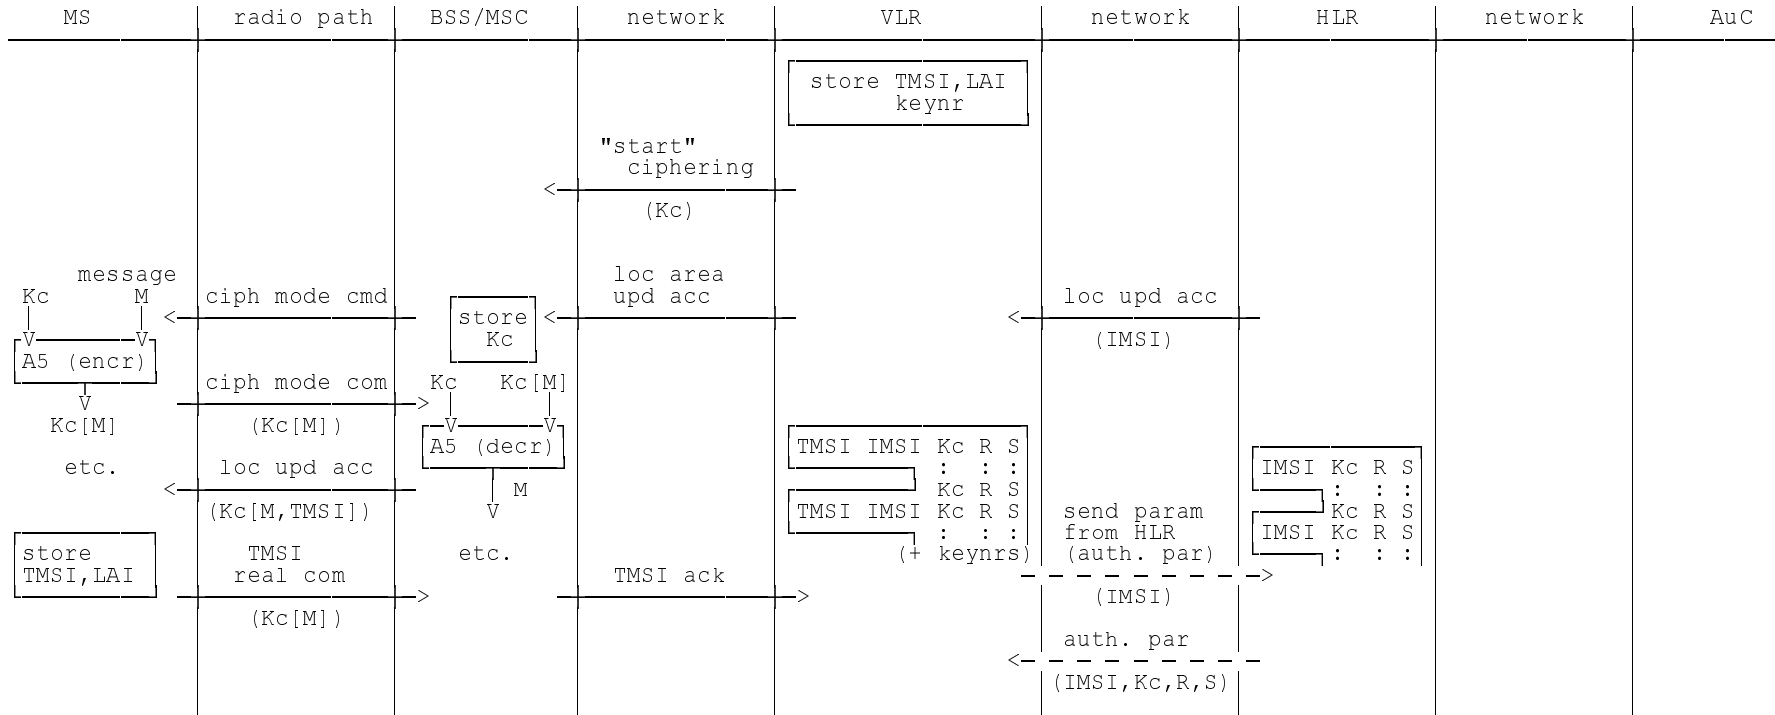 MS radio path BSS/MSC network VLR network HLR network AuC
store TMSI,LAI
keynr
"start"
ciphering
<
(Kc)
message loc area
Kc M ciph mode cmd upd acc loc upd acc
< store < <
V V Kc (IMSI)
A5 (encr)
ciph mode com Kc Kc[M]
V >
Kc[M] (Kc[M]) V V
A5 (decr) TMSI IMSI Kc R S
etc. loc upd acc : : : IMSI Kc R S
< M Kc R S : : :
(Kc[M,TMSI]) V TMSI IMSI Kc R S send param Kc R S
: : : from HLR IMSI Kc R S
store TMSI etc. (+ keynrs) (auth. par) : : :
TMSI,LAI real com TMSI ack >
> > (IMSI)
(Kc[M])
auth. par
<
(IMSI,Kc,R,S)